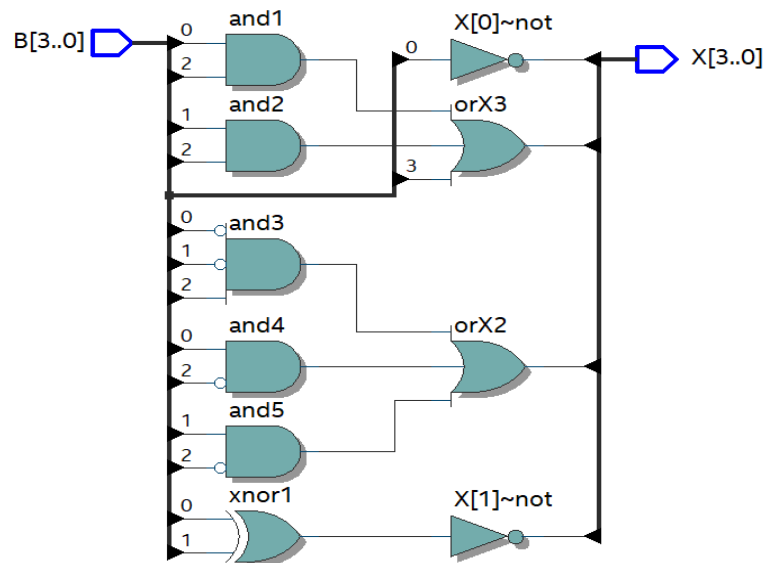 and1
X[0]~not
B[3..0]
0
2
0
X[3..0]
and2
orX3
1
2
3
and3
0
1
2
and4
orX2
0
2
and5
1
2
xnor1
X[1]~not
0
1